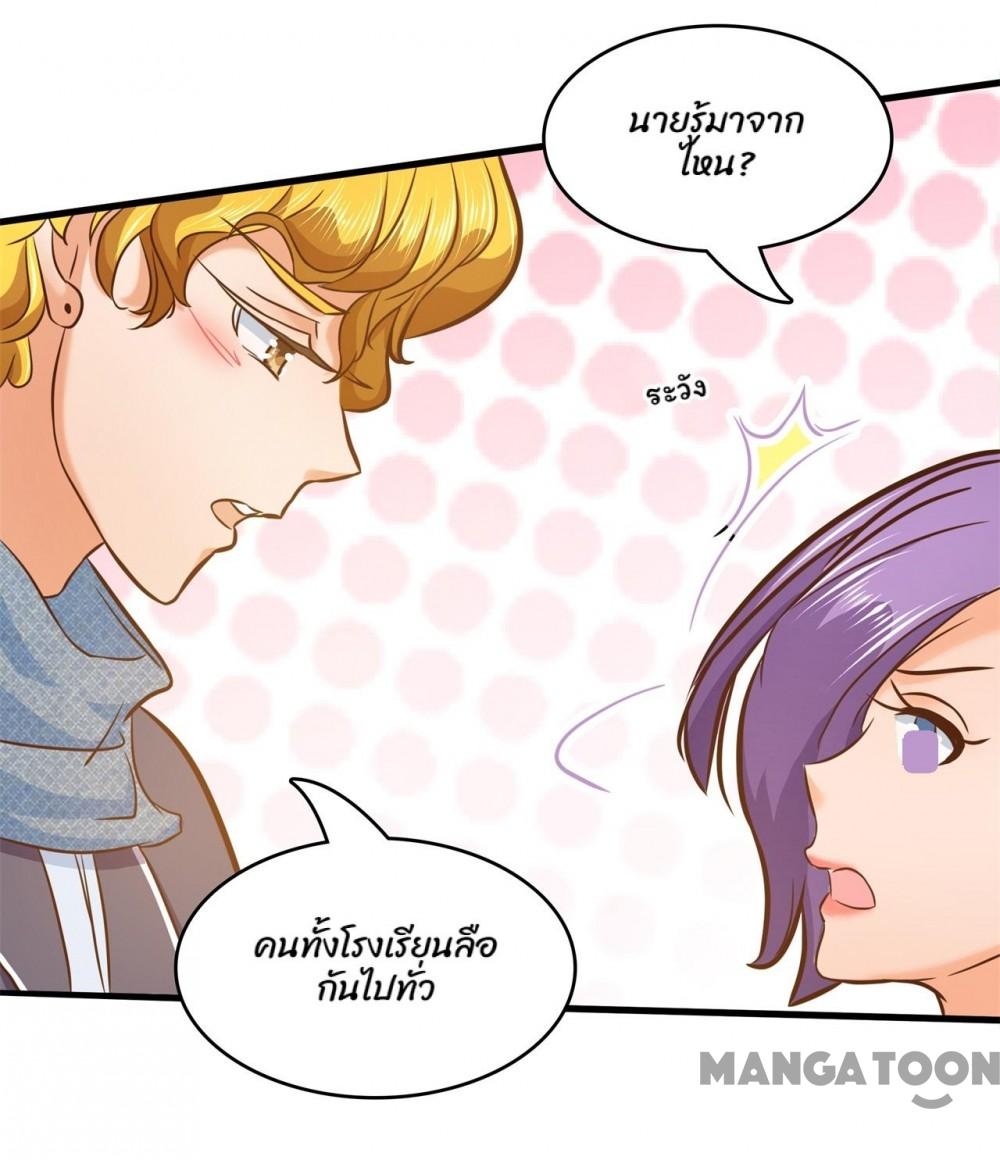 นายรู้มาจาก
ไหน?
ระวัง
คนทั้งโรงเรียนลือ
กันไปทั่ว
MANGATOON